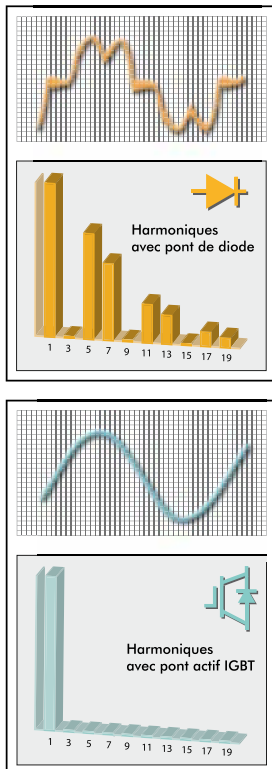 Harmoniques
avec pont de diode
1 3 5 7 9 11 13 15 17 19
Harmoniques
avec pont actif IGBT
1 3 5 7 9 11 13 15 17 19